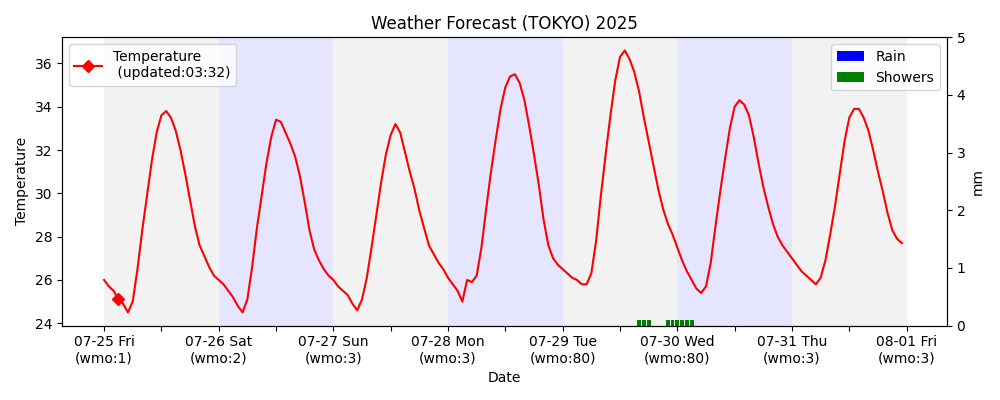 Weather Forecast (TOKYO) 2025
Temperature
(updated:03:32)
Rain
Showers
36
34
32
30
28
26
24
Temperature
5
4
3
2
1
0
mm
07-25 Fri
(wmo:1)
07-26 Sat
(wmo:2)
07-27 Sun
(wmo:3)
07-28 Mon
(wmo:3)
07-29 Tue
(wmo:80)
07-30 Wed
(wmo:80)
07-31 Thu
(wmo:3)
08-01 Fri
(wmo:3)
Date